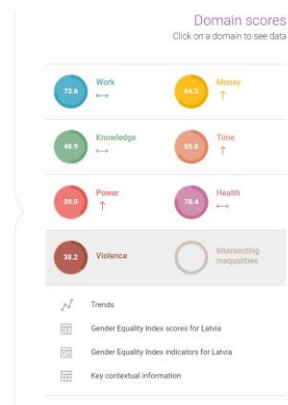 Domain scores
Click on a domain to see data
73.6
Work
↔
64.3
Money
↑
48.9
Knowledge
↔
65.8
Time
↑
39.0
Power
↑
78.4
Health
↔
38.2
Violence
Intersecting
inequalities
Trends
Gender Equality Index scores for Latvia
Gender Equality Index indicators for Latvia
Key contextual information